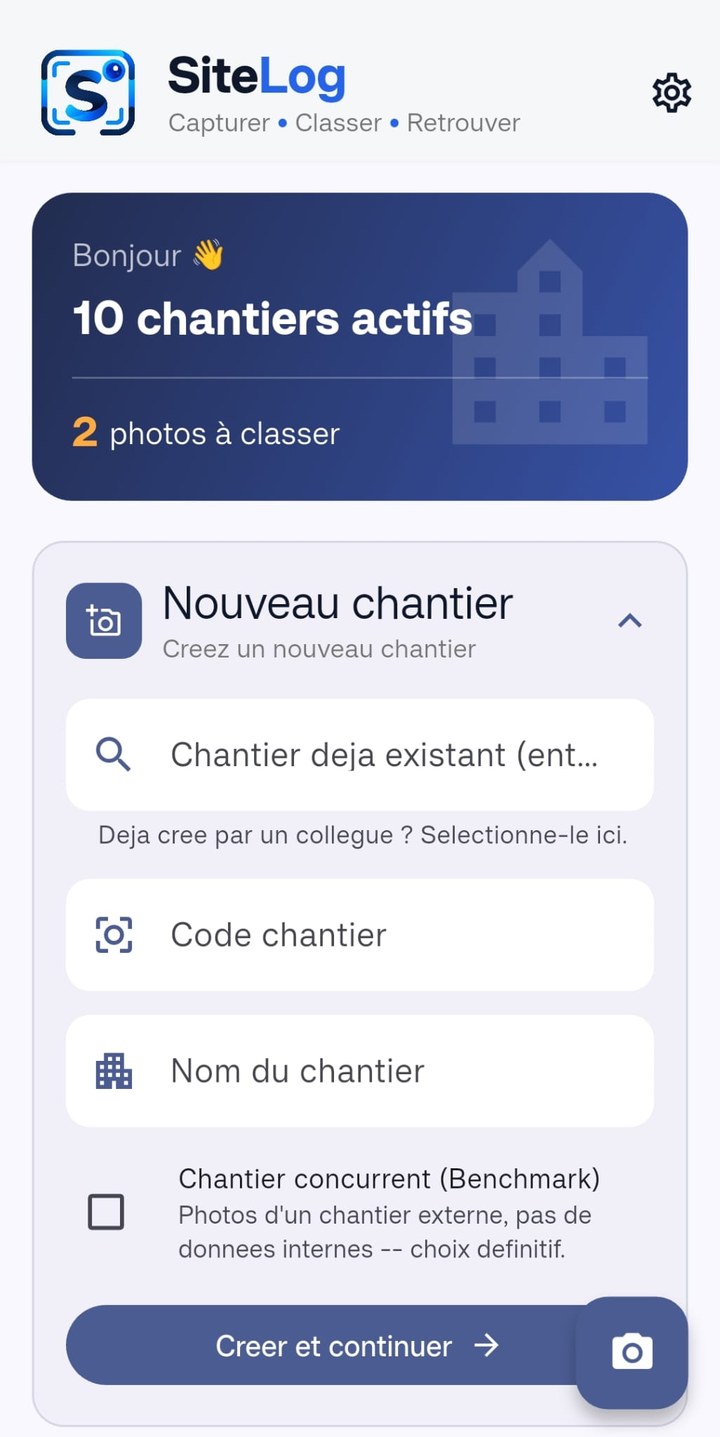 SiteLog
Capturer • Classer • Retrouver
Bonjour 👋
10 chantiers actifs
2 photos à classer
Nouveau chantier
Creez un nouveau chantier
Chantier deja existant (ent...
Deja cree par un collegue ? Selectionne-le ici.
Code chantier
Nom du chantier
Chantier concurrent (Benchmark)
Photos d'un chantier externe, pas de
donnees internes -- choix definitif.
Creer et continuer →